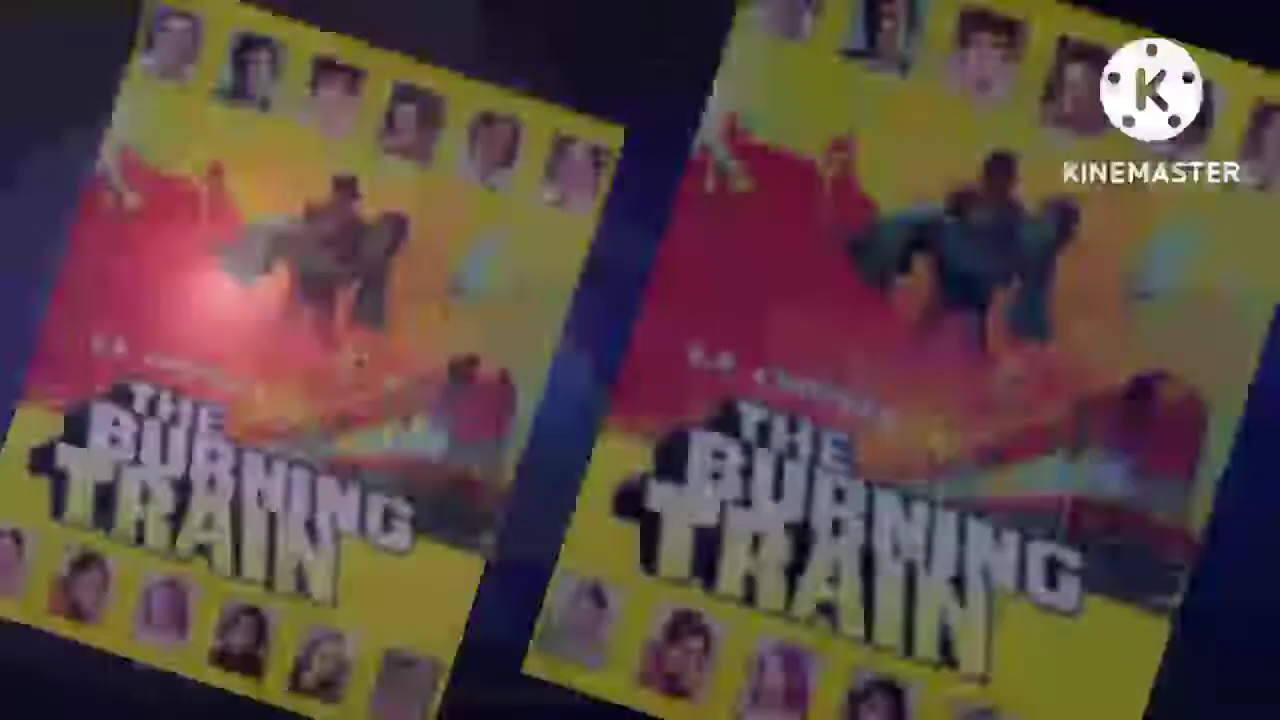 THE
BURNING
TRAIN
THE
BURNING
TRAIN
K
KINEMASTER